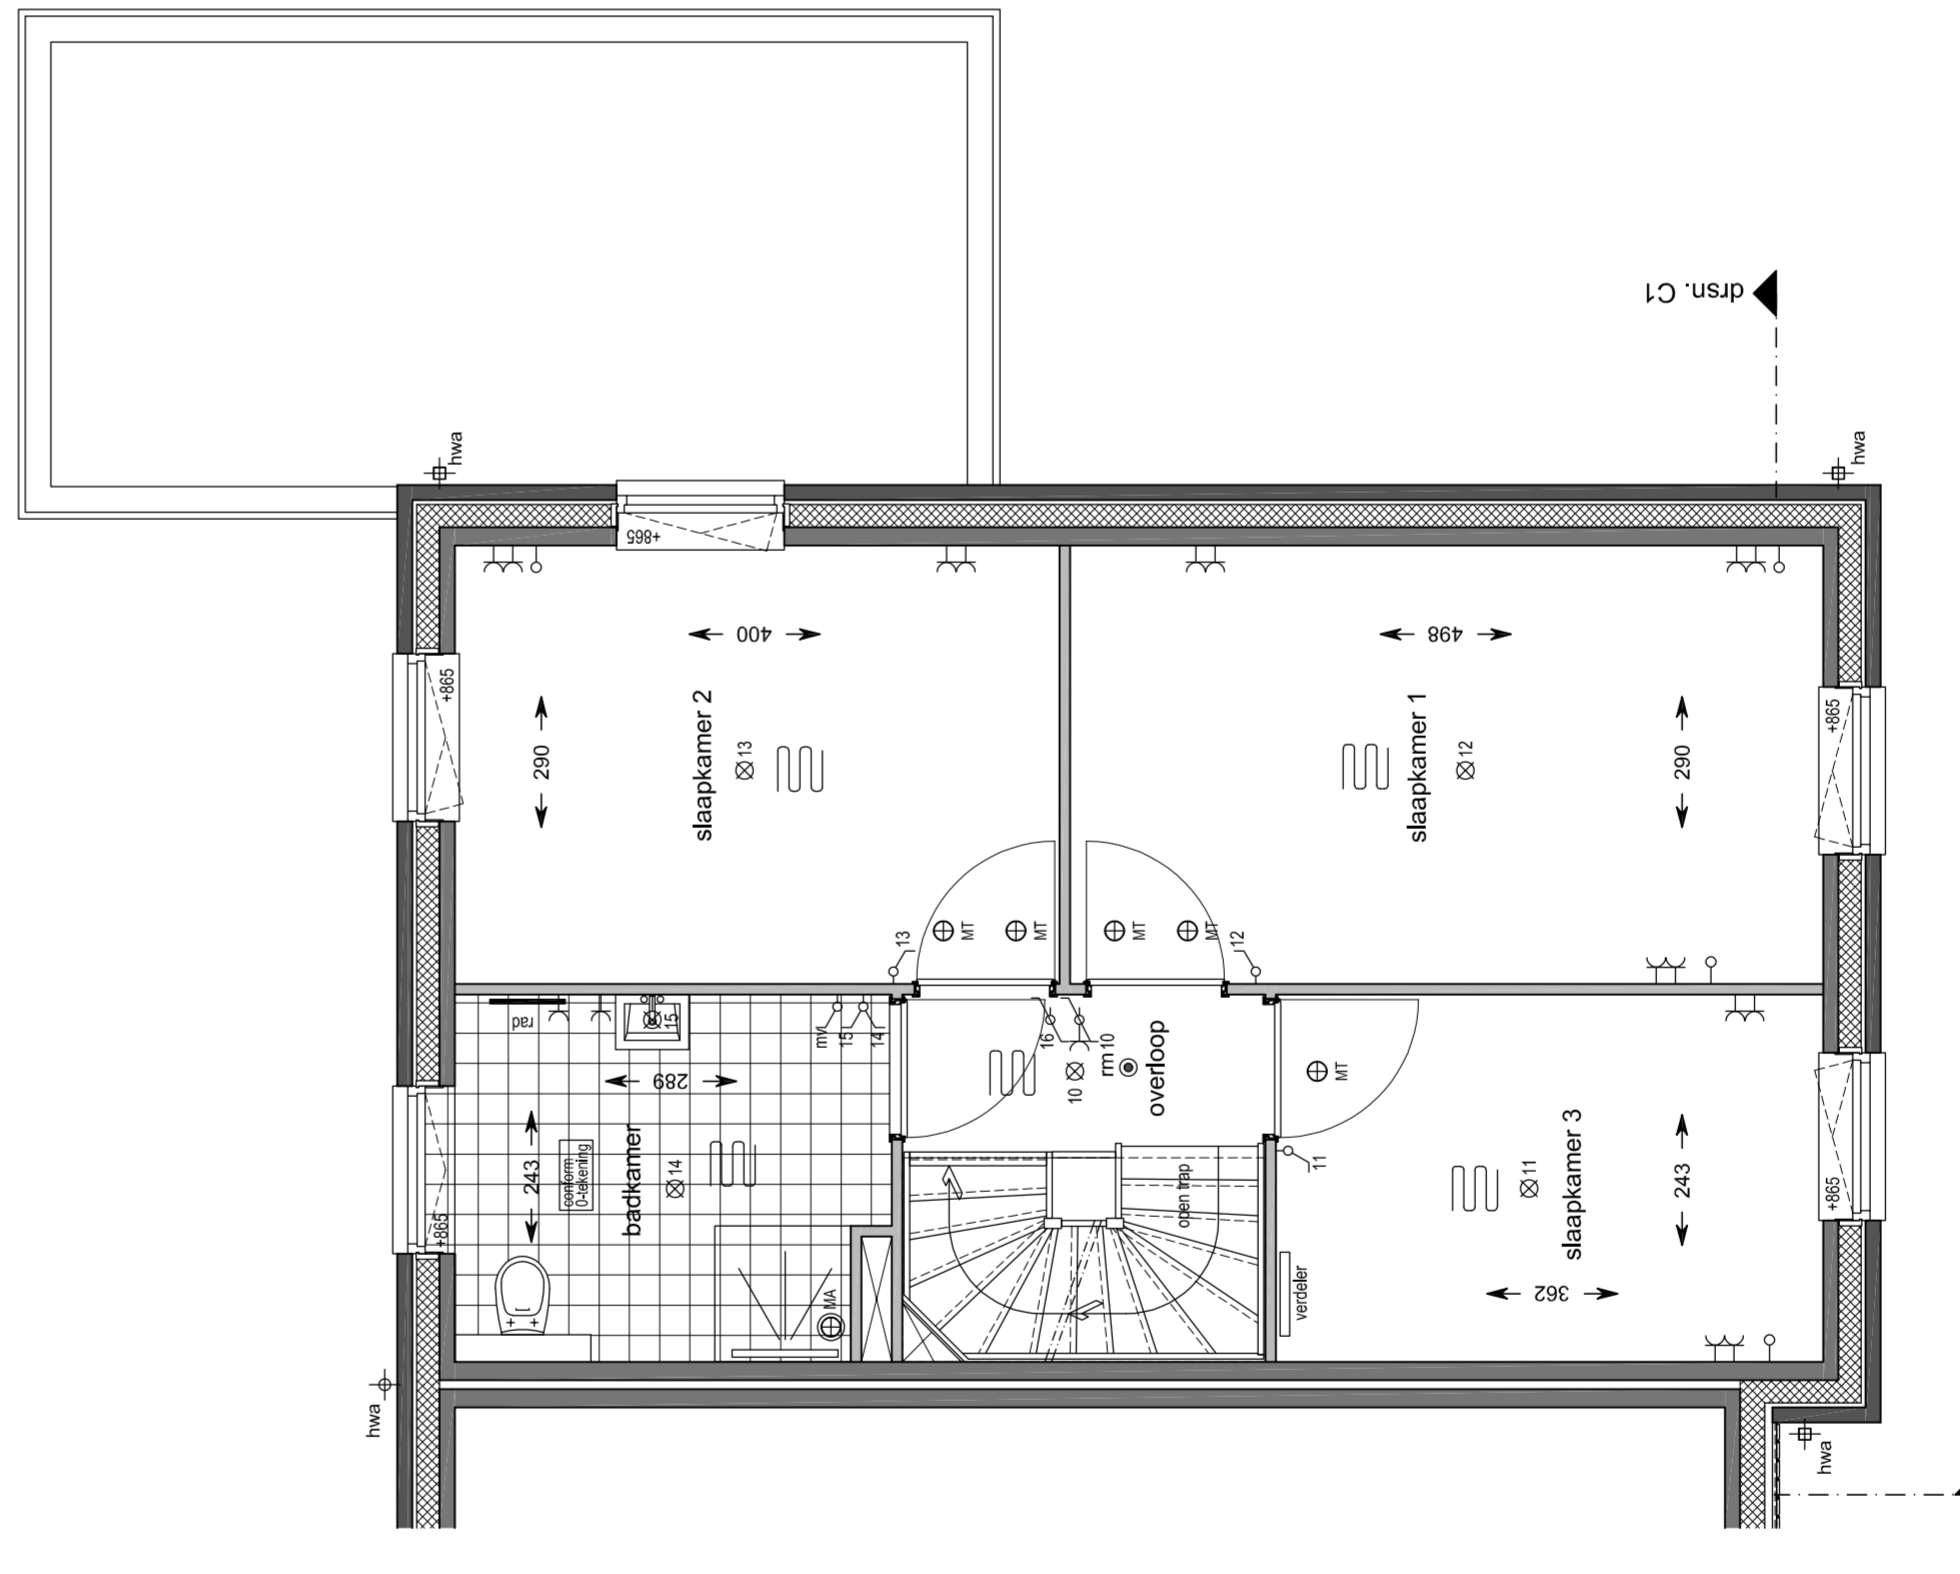 drsn. C1
hwa
hwa
+865
400
498
+865
290
slaapkamer 2
13
slaapkamer 1
12
290
+865
13
MT
MT
MT
MT
12
rad
15
mv
15
14
16
10
rm
10
overloop
MT
289
243
conform
0-tekening
badkamer
14
+865
open trap
11
slaapkamer 3
11
243
+865
362
verdeler
MA
hwa
hwa